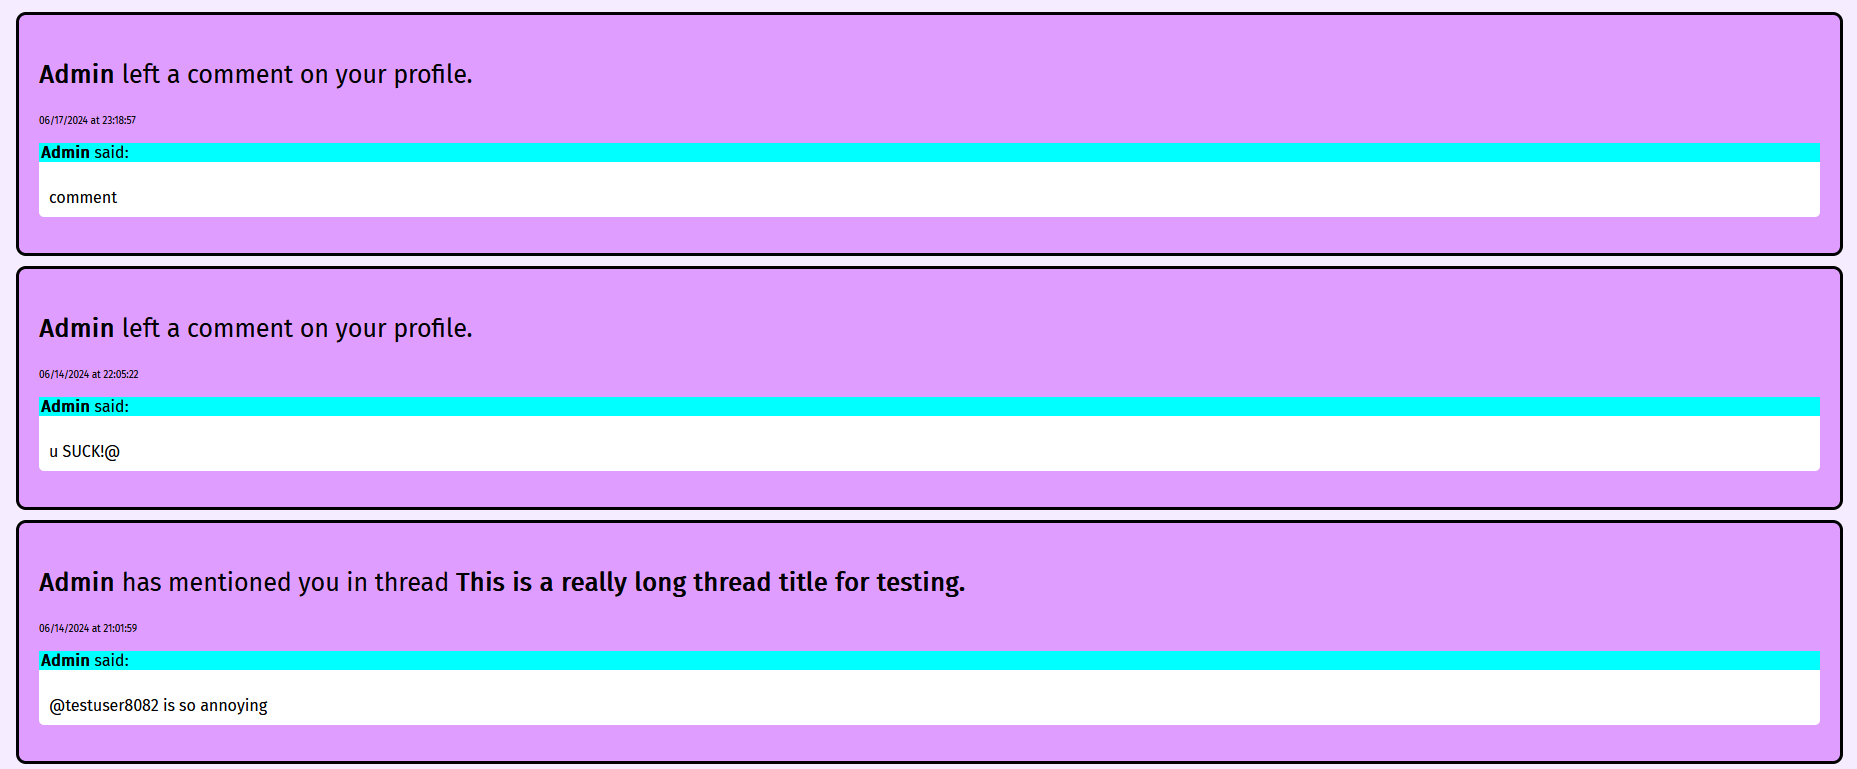 Admin left a comment on your profile.
06/17/2024 at 23:18:57
Admin said:
comment
Admin left a comment on your profile.
06/14/2024 at 22:05:22
Admin said:
u SUCK!@
Admin has mentioned you in thread This is a really long thread title for testing.
06/14/2024 at 21:01:59
Admin said:
@testuser8082 is so annoying